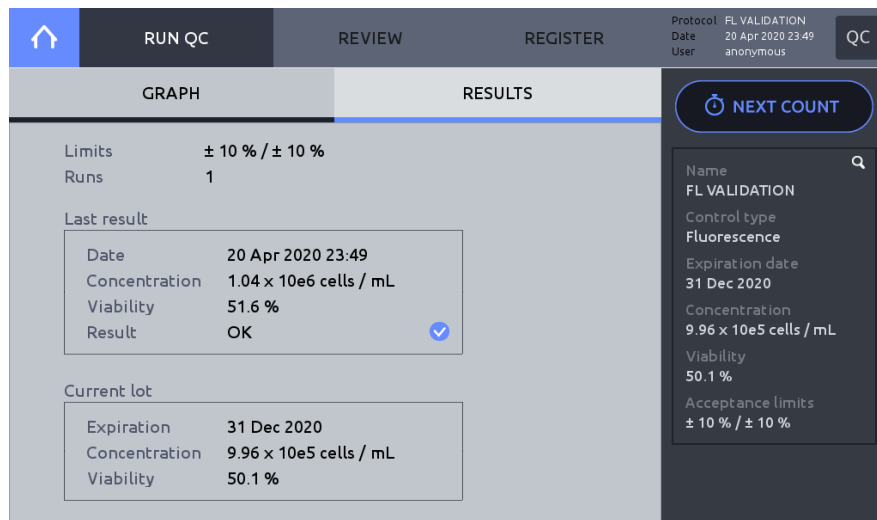 RUN QC
REVIEW
REGISTER
Protocol FL VALIDATION
Date 20 Apr 2020 23:49
User anonymous
QC
GRAPH
RESULTS
NEXT COUNT
Limits ± 10 % / ± 10 %
Runs 1
Last result
Date 20 Apr 2020 23:49
Concentration 1.04 x 10e6 cells / mL
Viability 51.6 %
Result OK
Current lot
Expiration 31 Dec 2020
Concentration 9.96 x 10e5 cells / mL
Viability 50.1 %
Name
FL VALIDATION
Control type
Fluorescence
Expiration date
31 Dec 2020
Concentration
9.96 x 10e5 cells / mL
Viability
50.1 %
Acceptance limits
± 10 % / ± 10 %